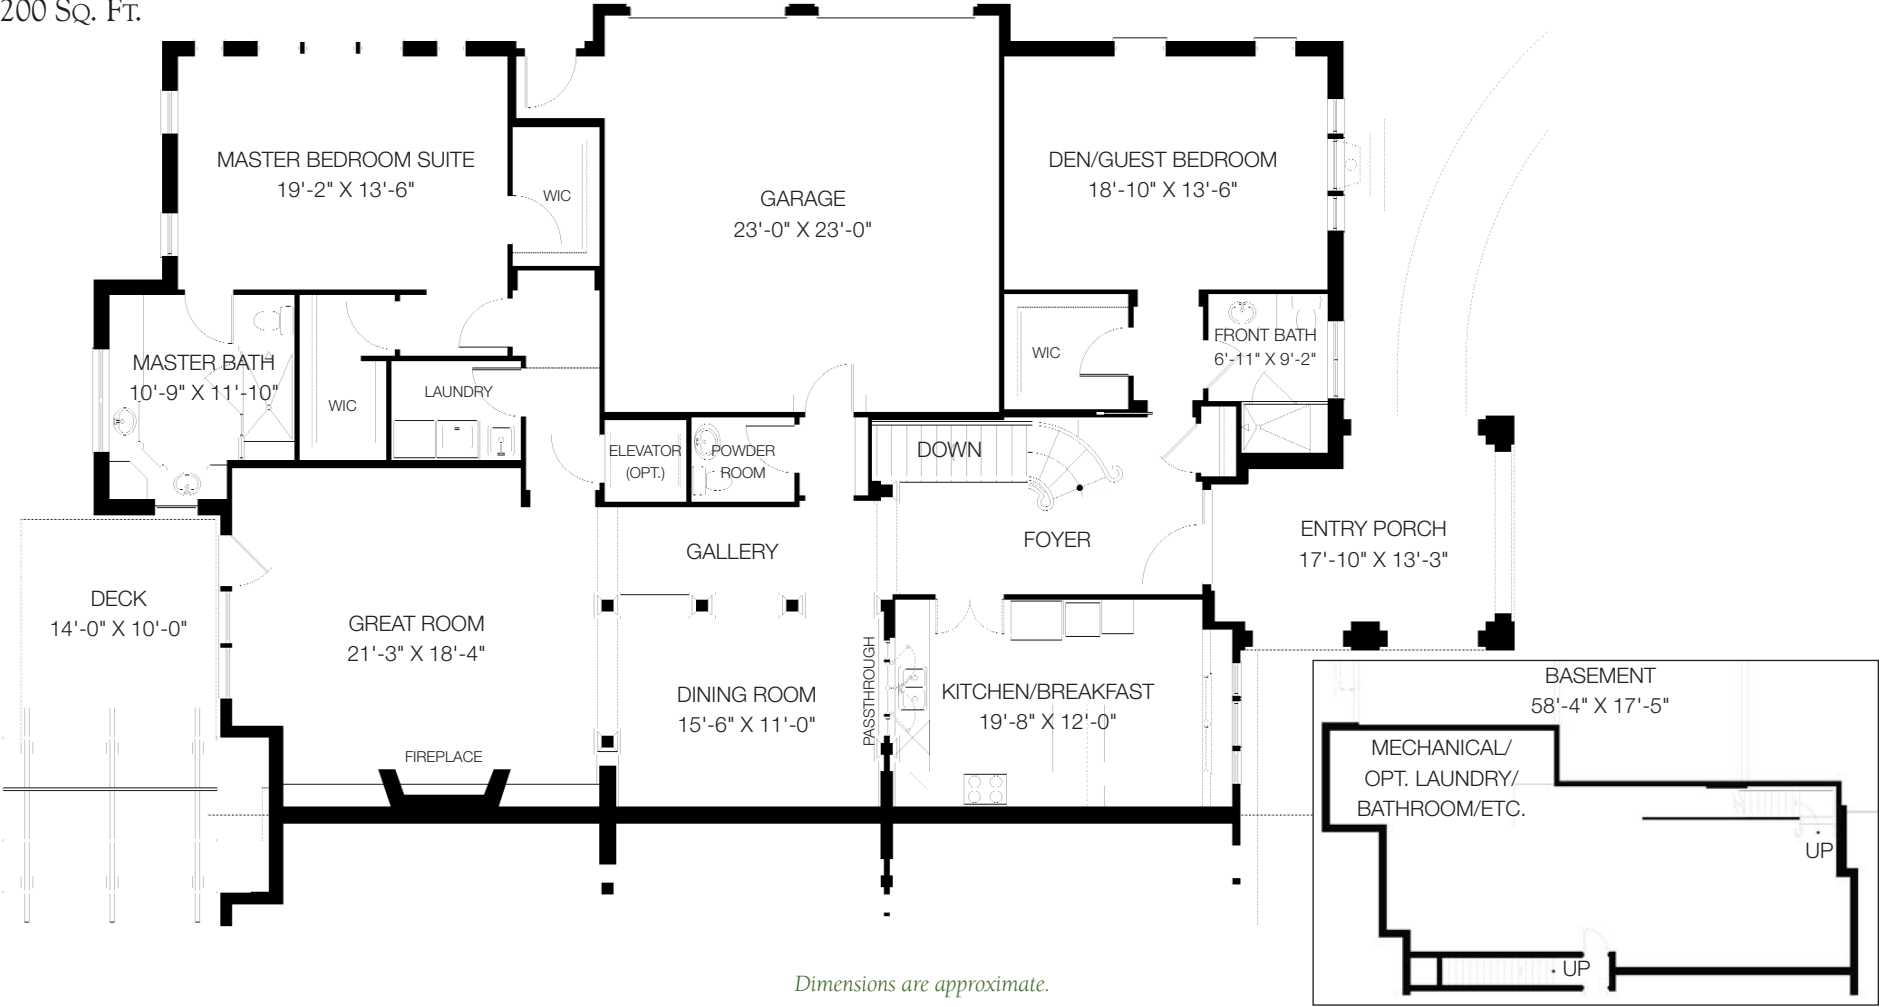 200 SQ. FT.
MASTER BEDROOM SUITE
19'-2" X 13'-6"
WIC
GARAGE
23'-0" X 23'-0"
DEN/GUEST BEDROOM
18'-10" X 13'-6"
MASTER BATH
10'-9" X 11'-10"
WIC
LAUNDRY
WIC
FRONT BATH
6'-11" X 9'-2"
ELEVATOR
(OPT.)
POWDER
ROOM
DOWN
GALLERY
FOYER
ENTRY PORCH
17'-10" X 13'-3"
DECK
14'-0" X 10'-0"
GREAT ROOM
21'-3" X 18'-4"
FIREPLACE
DINING ROOM
15'-6" X 11'-0"
PASSTHROUGH
KITCHEN/BREAKFAST
19'-8" X 12'-0"
BASEMENT
58'-4" X 17'-5"
MECHANICAL/
OPT. LAUNDRY/
BATHROOM/ETC.
UP
UP
Dimensions are approximate.